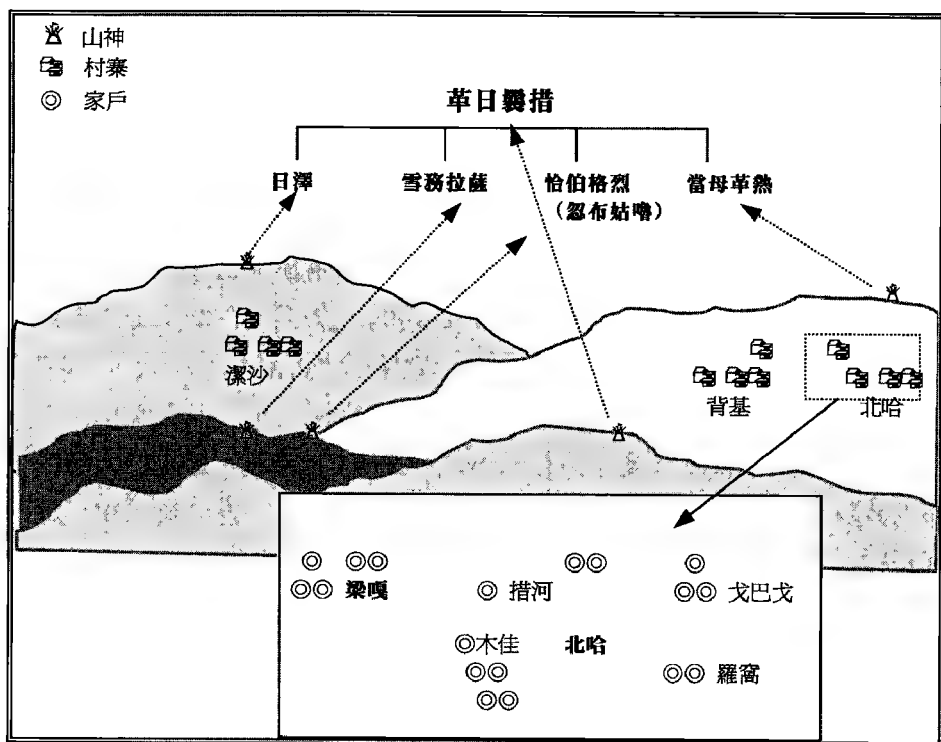 山神
村寨
家戶
革日爨措
日澤
雪務拉薩
恰伯格烈
(忽布姑嚕)
當母革熱
潔沙
背基
北哈
梁嘎
措河
戈巴戈
木佳
北哈
羅窩